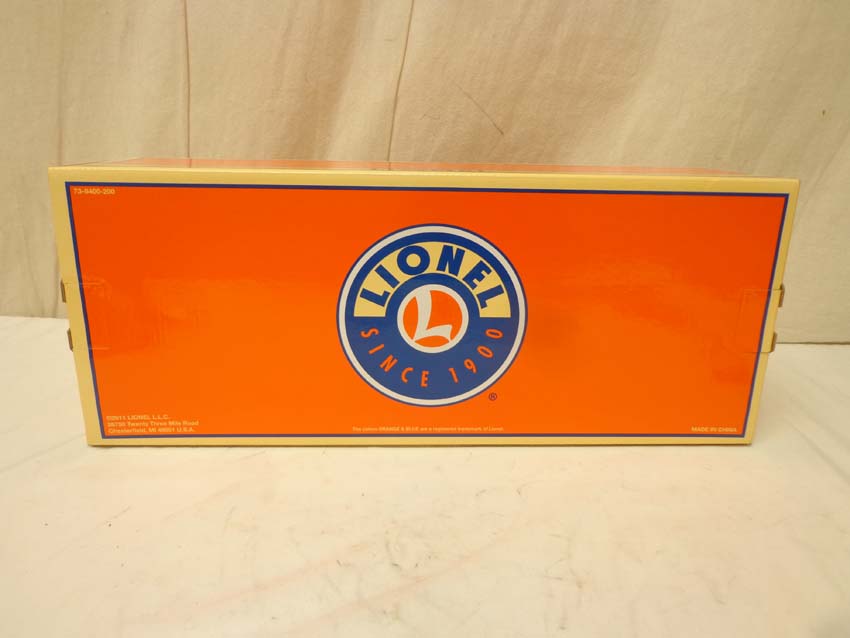 73-9400-200
LIONEL
L
SINCE 1900
®
©2011 LIONEL L.L.C.
26750 Twenty Three Mile Road
Chesterfield, MI 48051 U.S.A.
The Lionel ORANGE & BLUE are a registered trademark of Lionel.
MADE IN CHINA